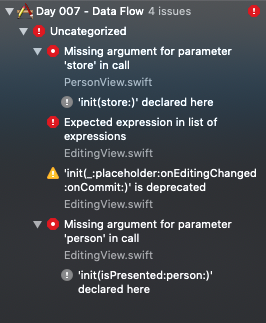 Day 007 - Data Flow 4 issues
Uncategorized
Missing argument for parameter
'store' in call
PersonView.swift
'init(store:)' declared here
Expected expression in list of
expressions
EditingView.swift
'init(_:placeholder:onEditingChanged
:onCommit:)' is deprecated
EditingView.swift
Missing argument for parameter
'person' in call
EditingView.swift
'init(isPresented:person:)'
declared here